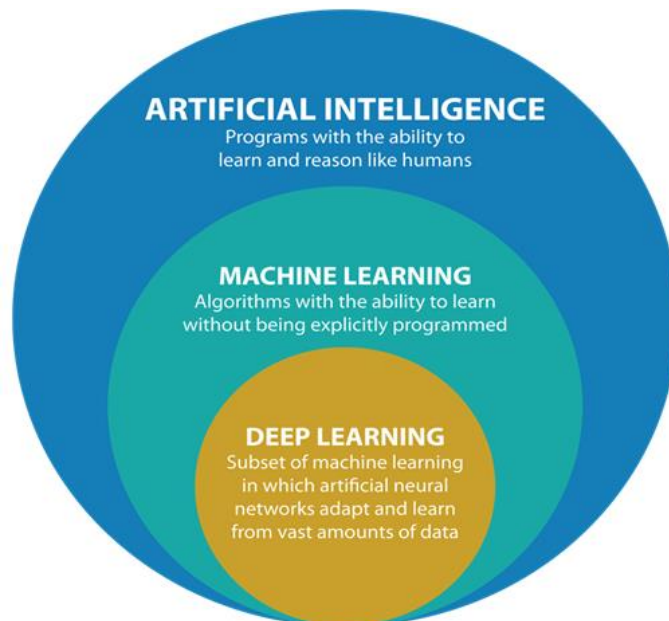 ARTIFICIAL INTELLIGENCE
Programs with the ability to
learn and reason like humans
MACHINE LEARNING
Algorithms with the ability to learn
without being explicitly programmed
DEEP LEARNING
Subset of machine learning
in which artificial neural
networks adapt and learn
from vast amounts of data